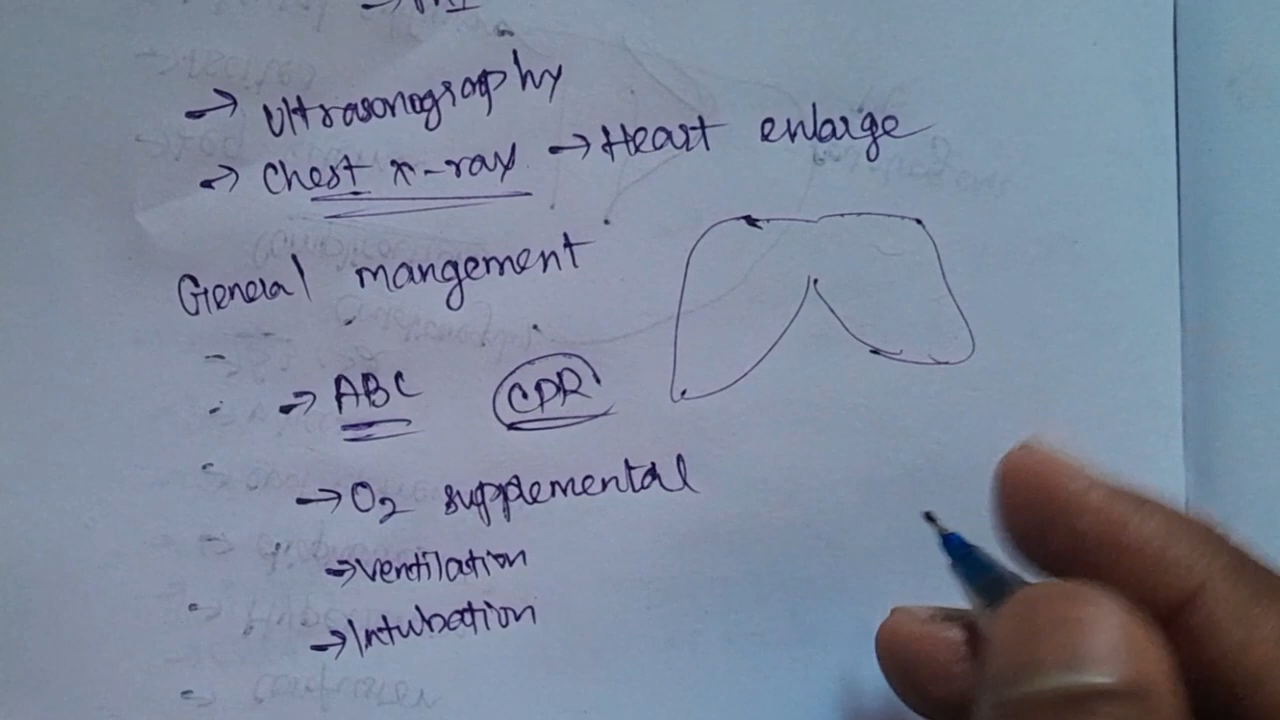 → Ultrasonography
→ Chest x-ray → Heart enlarge
General mangement
→ ABC CPR
→ O2 supplemental
→ ventilation
→ Intubation